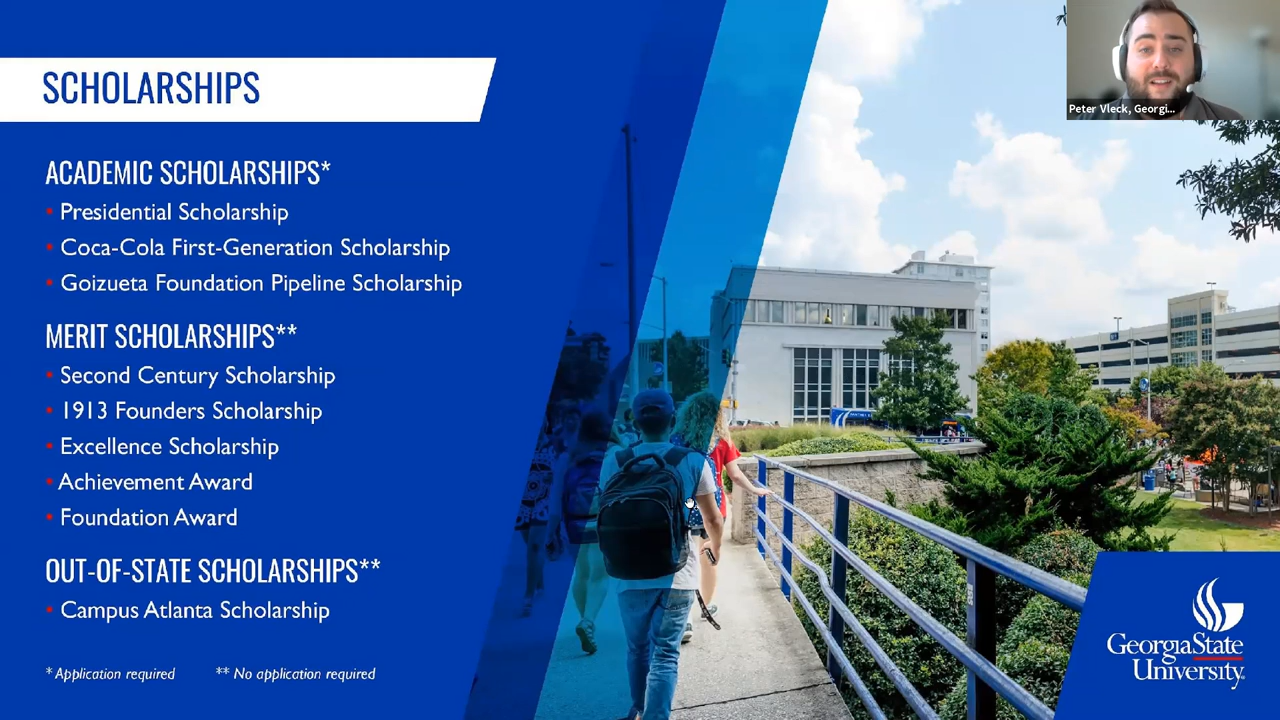 SCHOLARSHIPS
ACADEMIC SCHOLARSHIPS*
• Presidential Scholarship
• Coca-Cola First-Generation Scholarship
• Goizueta Foundation Pipeline Scholarship
MERIT SCHOLARSHIPS**
• Second Century Scholarship
• 1913 Founders Scholarship
• Excellence Scholarship
• Achievement Award
• Foundation Award
OUT-OF-STATE SCHOLARSHIPS**
• Campus Atlanta Scholarship
* Application required ** No application required
Peter Vleck, Georgi...
GeorgiaState
University